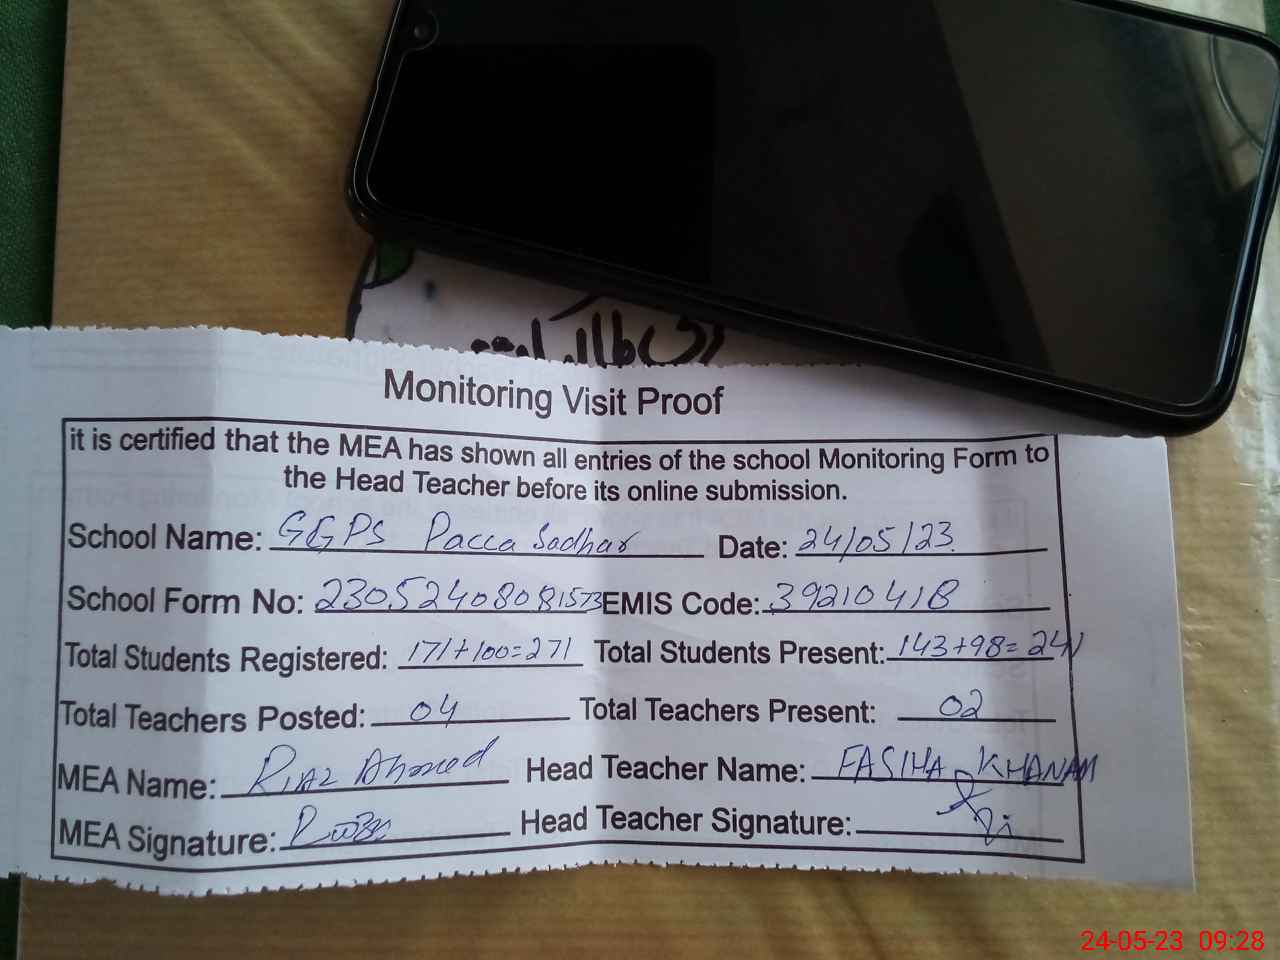 Monitoring Visit Proof
it is certified that the MEA has shown all entries of the school Monitoring Form to
the Head Teacher before its online submission.
School Name: GGPS Pacca Sadhar Date: 24/05/23
School Form No: 23052408081573 EMIS Code: 39210418
Total Students Registered: 171+100=271 Total Students Present: 143+98=241
Total Teachers Posted: 04 Total Teachers Present: 02
MEA Name: Riaz Ahmed Head Teacher Name: FASIHA KHANAM
MEA Signature: Head Teacher Signature:
24-05-23 09:28